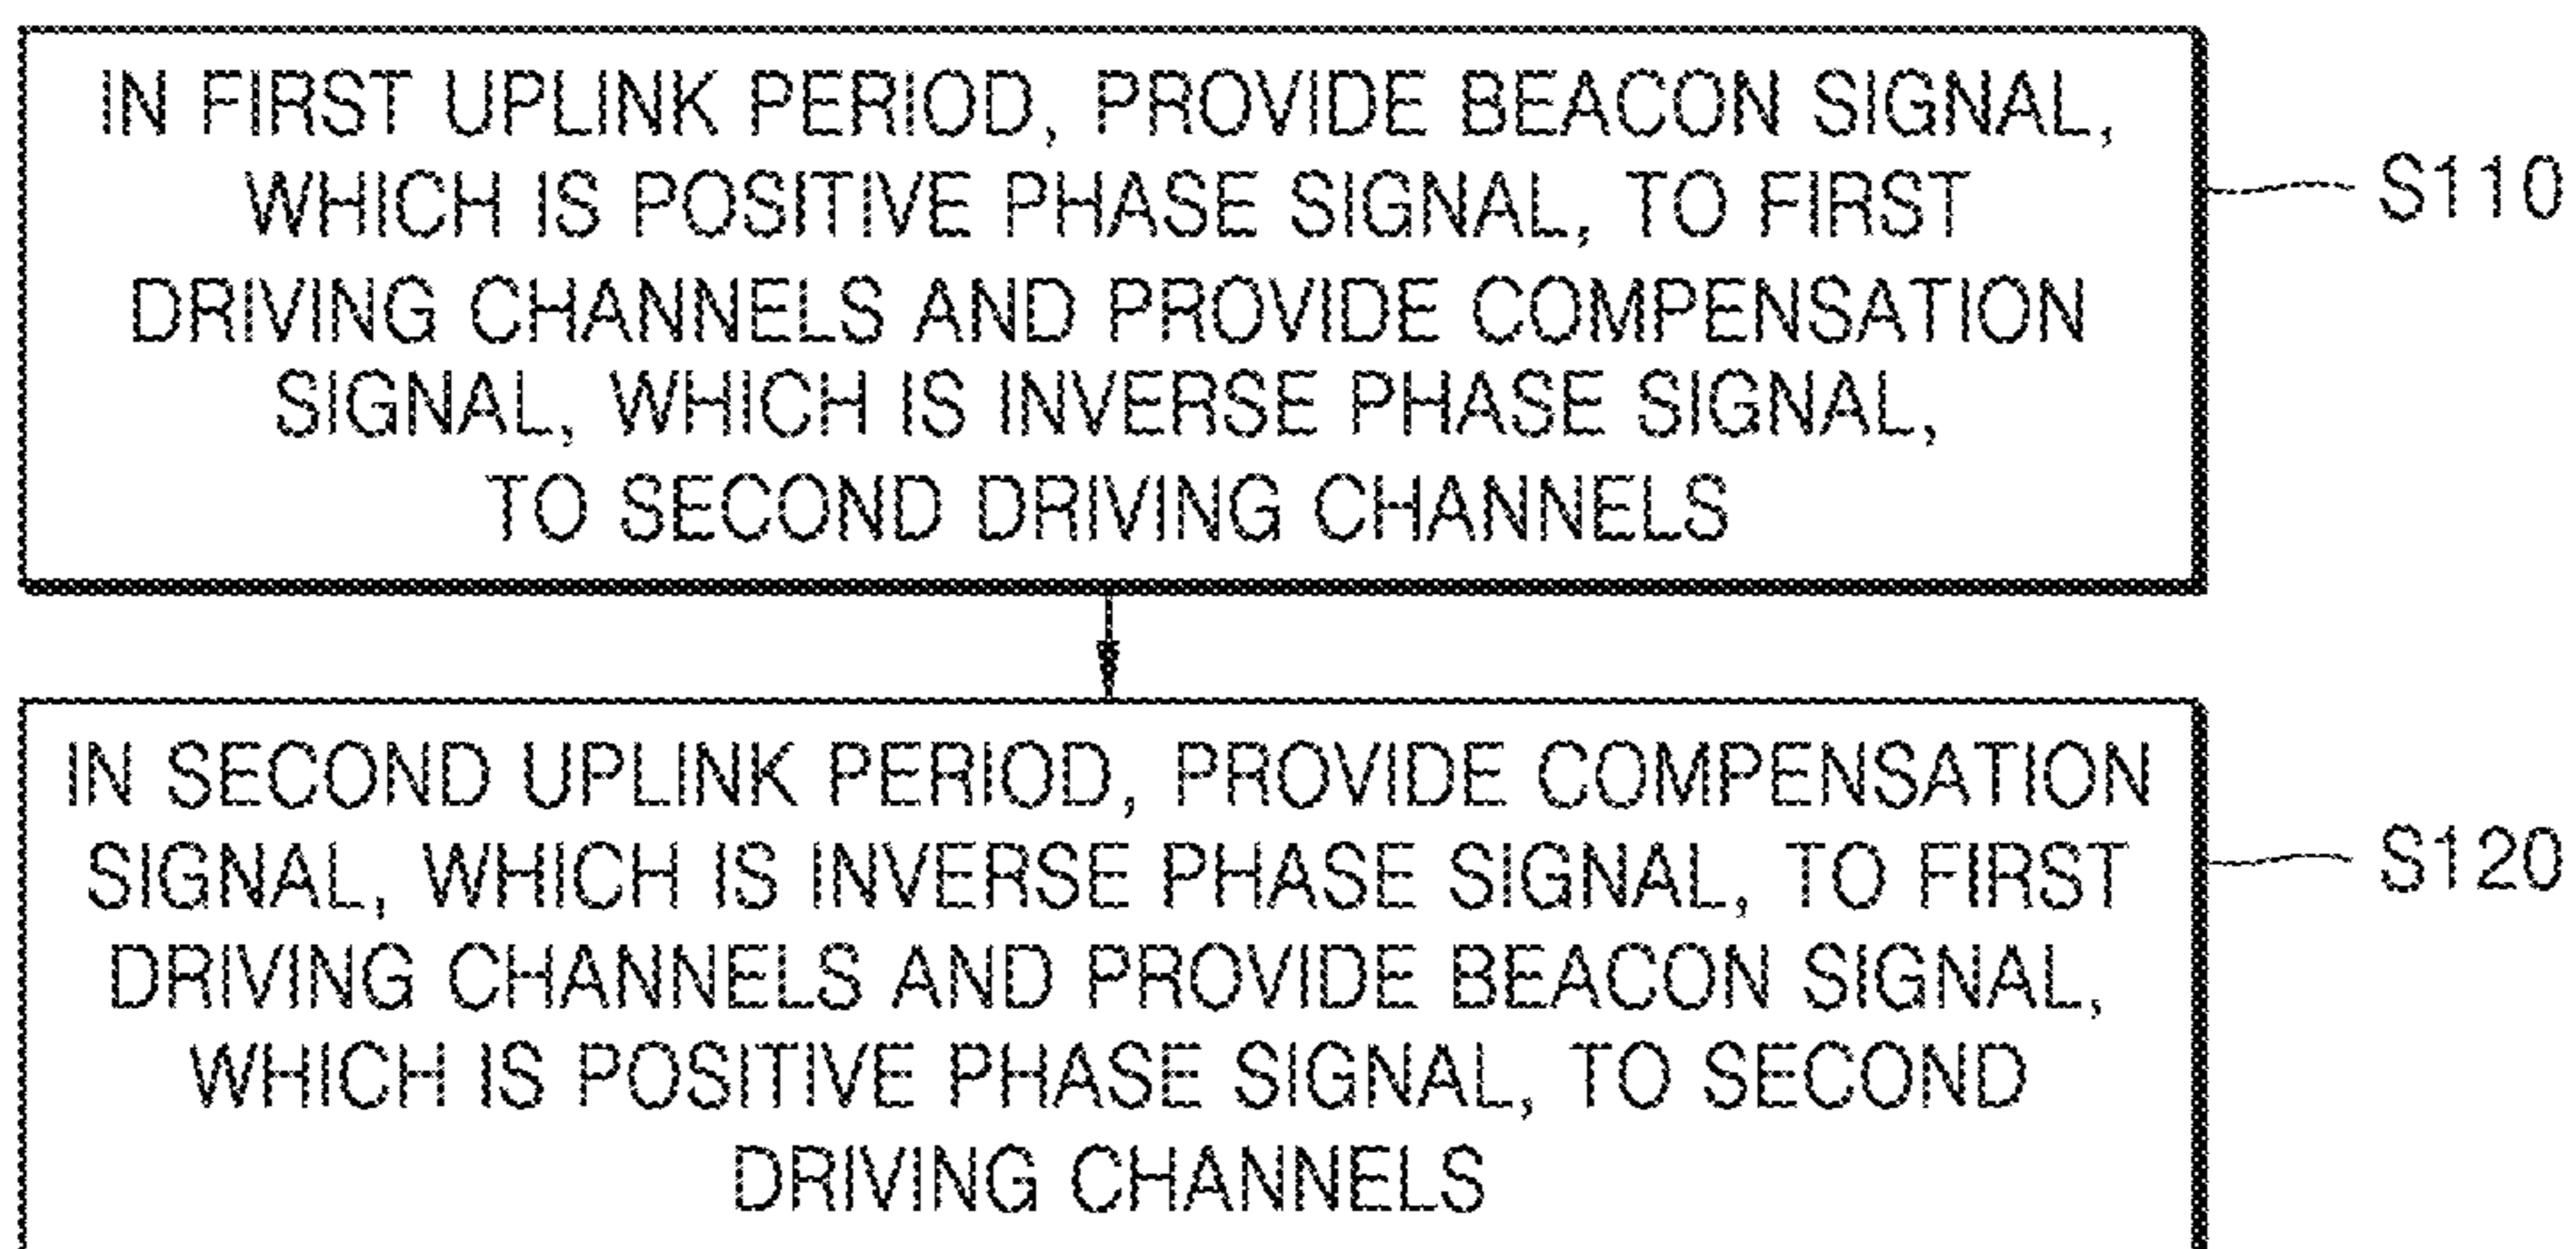 IN FIRST UPLINK PERIOD, PROVIDE BEACON SIGNAL,
WHICH IS POSITIVE PHASE SIGNAL, TO FIRST
DRIVING CHANNELS AND PROVIDE COMPENSATION
SIGNAL, WHICH IS INVERSE PHASE SIGNAL,
TO SECOND DRIVING CHANNELS
S110
IN SECOND UPLINK PERIOD, PROVIDE COMPENSATION
SIGNAL, WHICH IS INVERSE PHASE SIGNAL, TO FIRST
DRIVING CHANNELS AND PROVIDE BEACON SIGNAL,
WHICH IS POSITIVE PHASE SIGNAL, TO SECOND
DRIVING CHANNELS
S120